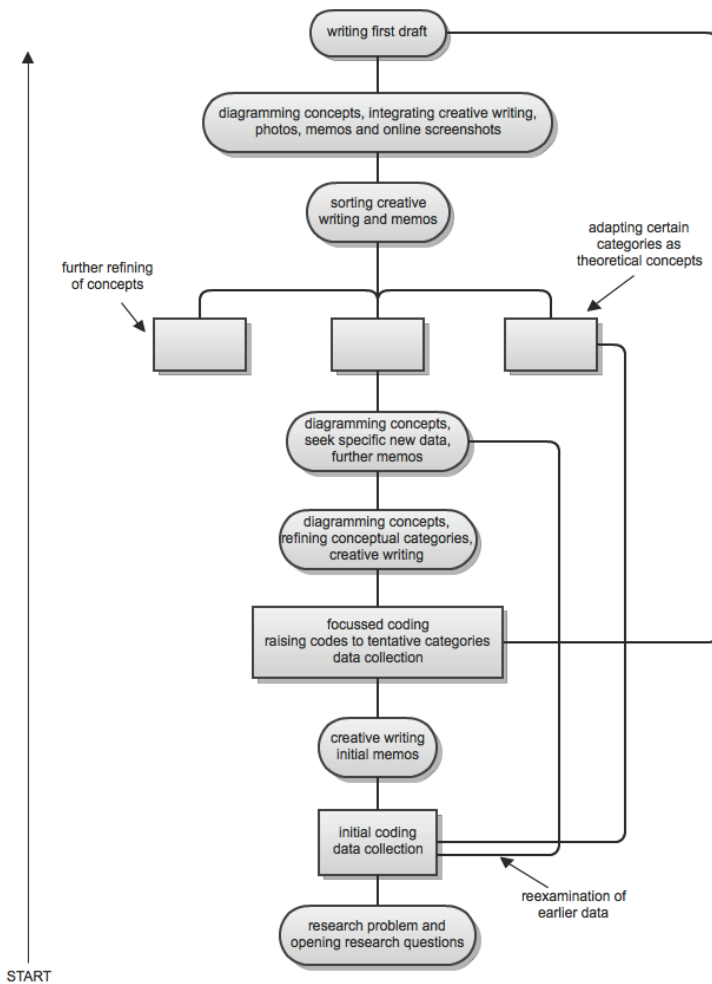 writing first draft
diagramming concepts, integrating creative writing,
photos, memos and online screenshots
sorting creative
writing and memos
adapting certain
categories as
theoretical concepts
further refining
of concepts
diagramming concepts,
seek specific new data,
further memos
diagramming concepts,
refining conceptual categories,
creative writing
focussed coding
raising codes to tentative categories
data collection
creative writing
initial memos
initial coding
data collection
reexamination of
earlier data
research problem and
opening research questions
START